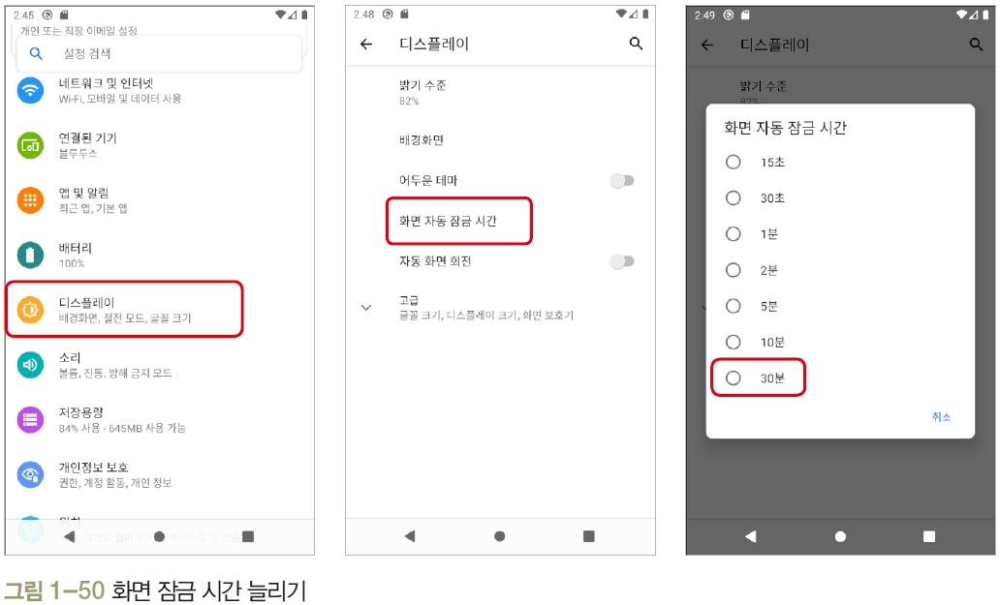 2:45
개인 또는 직장 이메일 설정
설정 검색
네트워크 및 인터넷
Wi-Fi, 모바일 및 데이터 사용
연결된 기기
블루투스
앱 및 알림
최근 앱, 기본 앱
배터리
100%
디스플레이
배경화면, 절전 모드, 글꼴 크기
소리
볼륨, 진동, 방해 금지 모드
저장용량
84% 사용 - 645MB 사용 가능
개인정보 보호
권한, 계정 활동, 개인 정보
위치
2:48
디스플레이
밝기 수준
82%
배경화면
어두운 테마
화면 자동 잠금 시간
자동 화면 회전
고급
글꼴 크기, 디스플레이 크기, 화면 보호기
2:49
디스플레이
밝기 수준
82%
화면 자동 잠금 시간
15초
30초
1분
2분
5분
10분
30분
취소
그림 1-50 화면 잠금 시간 늘리기